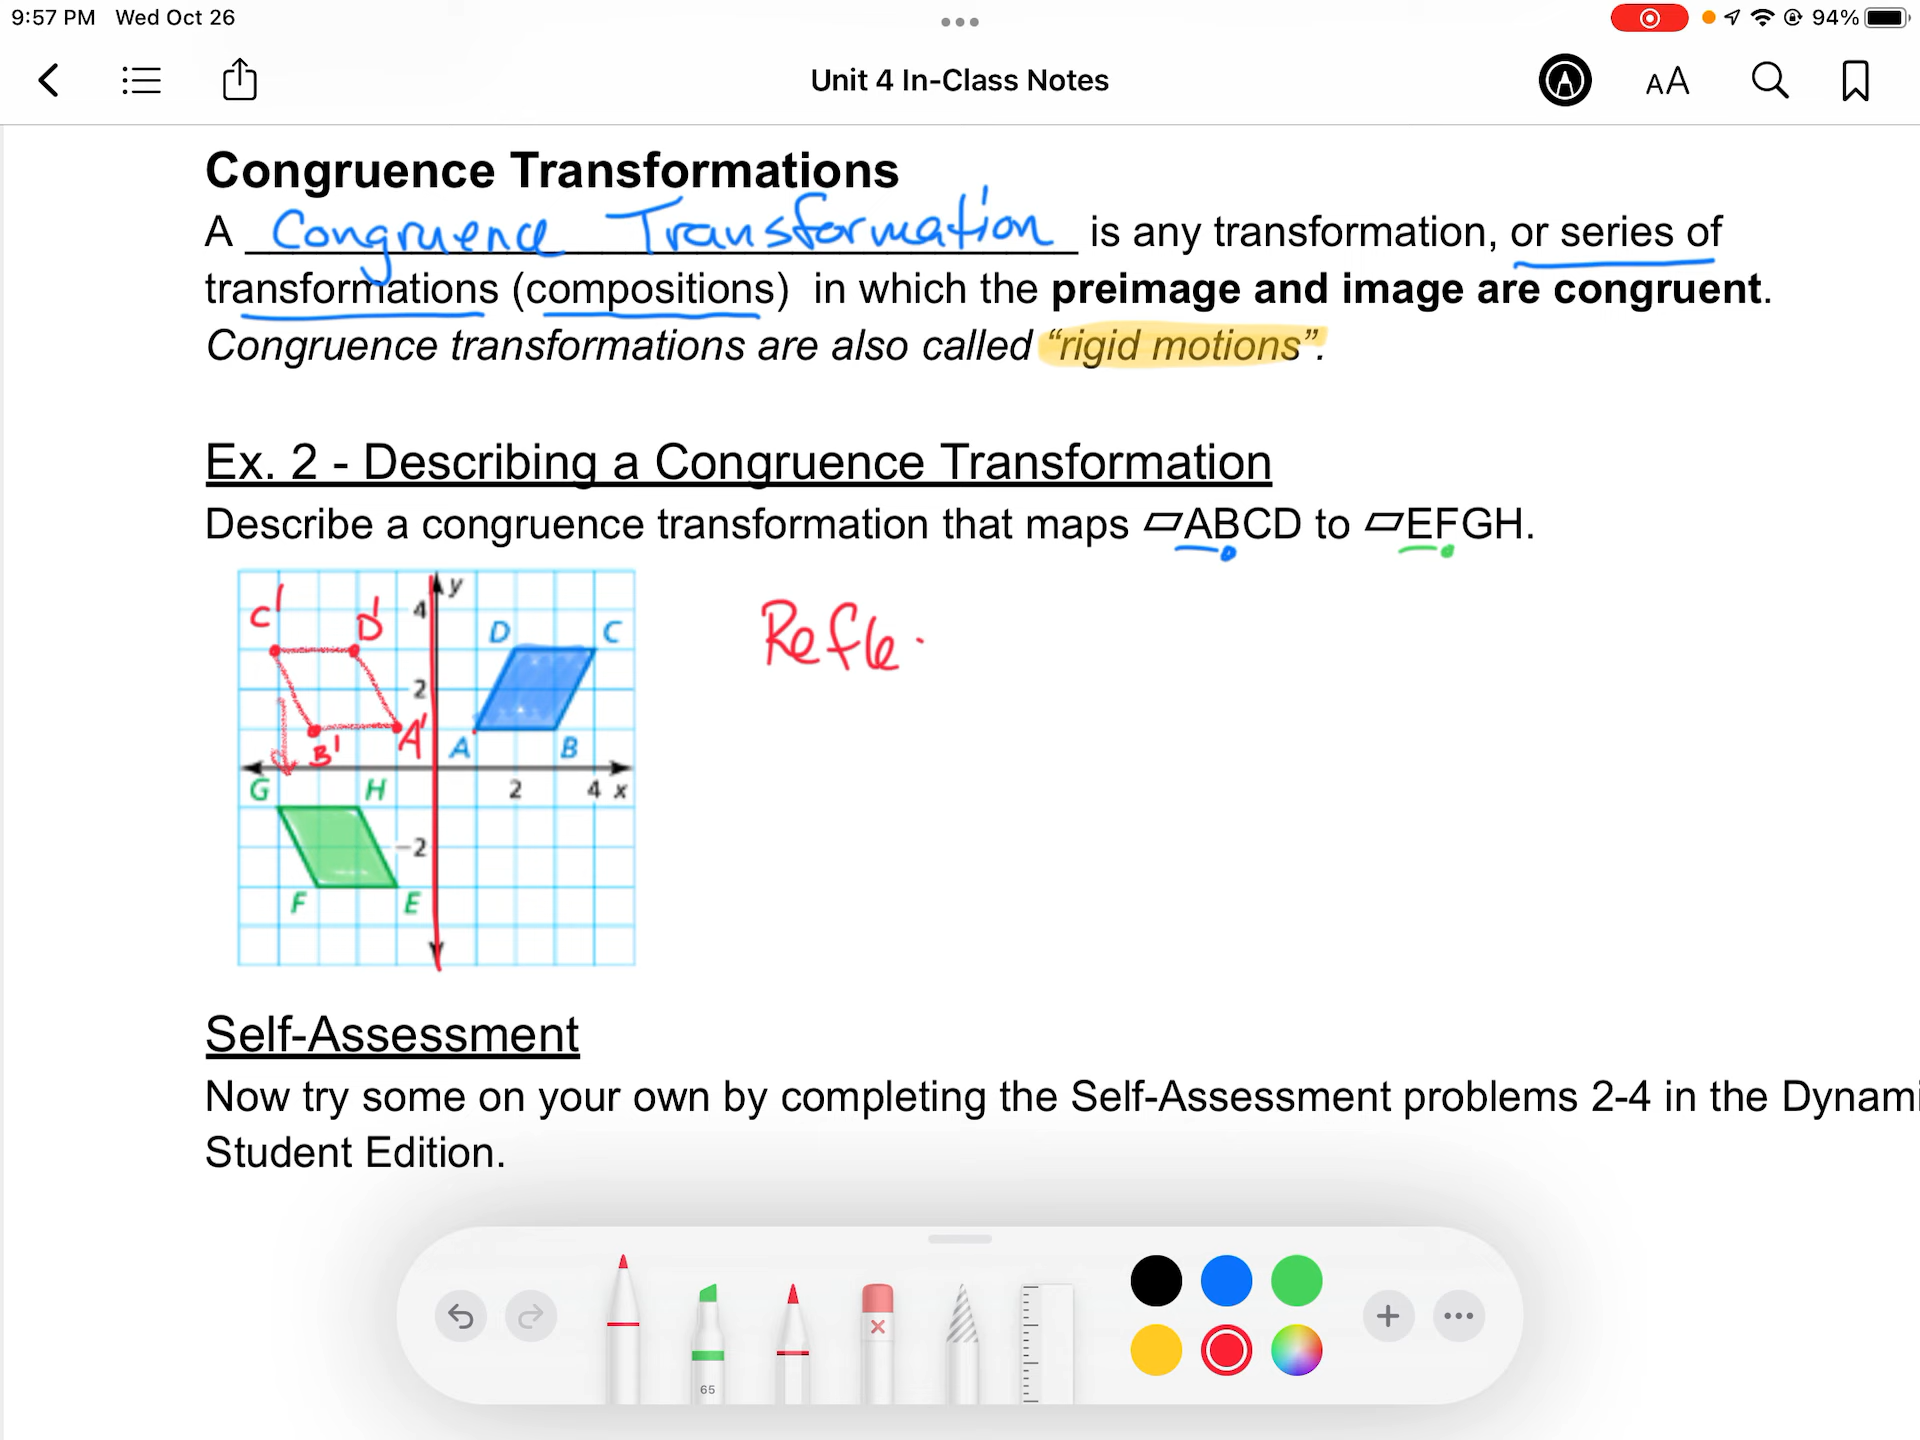 9:57 PM Wed Oct 26
94%
Unit 4 In-Class Notes
AA
Congruence Transformations
A Congruence Transformation is any transformation, or series of
transformations (compositions) in which the preimage and image are congruent.
Congruence transformations are also called “rigid motions”.
Ex. 2 - Describing a Congruence Transformation
Describe a congruence transformation that maps ▱ABCD to ▱EFGH.
C' D' 4 y D C
Refle
2
B' A' A B
G H 2 4 x
-2
F E
Self-Assessment
Now try some on your own by completing the Self-Assessment problems 2-4 in the Dynami
Student Edition.
65